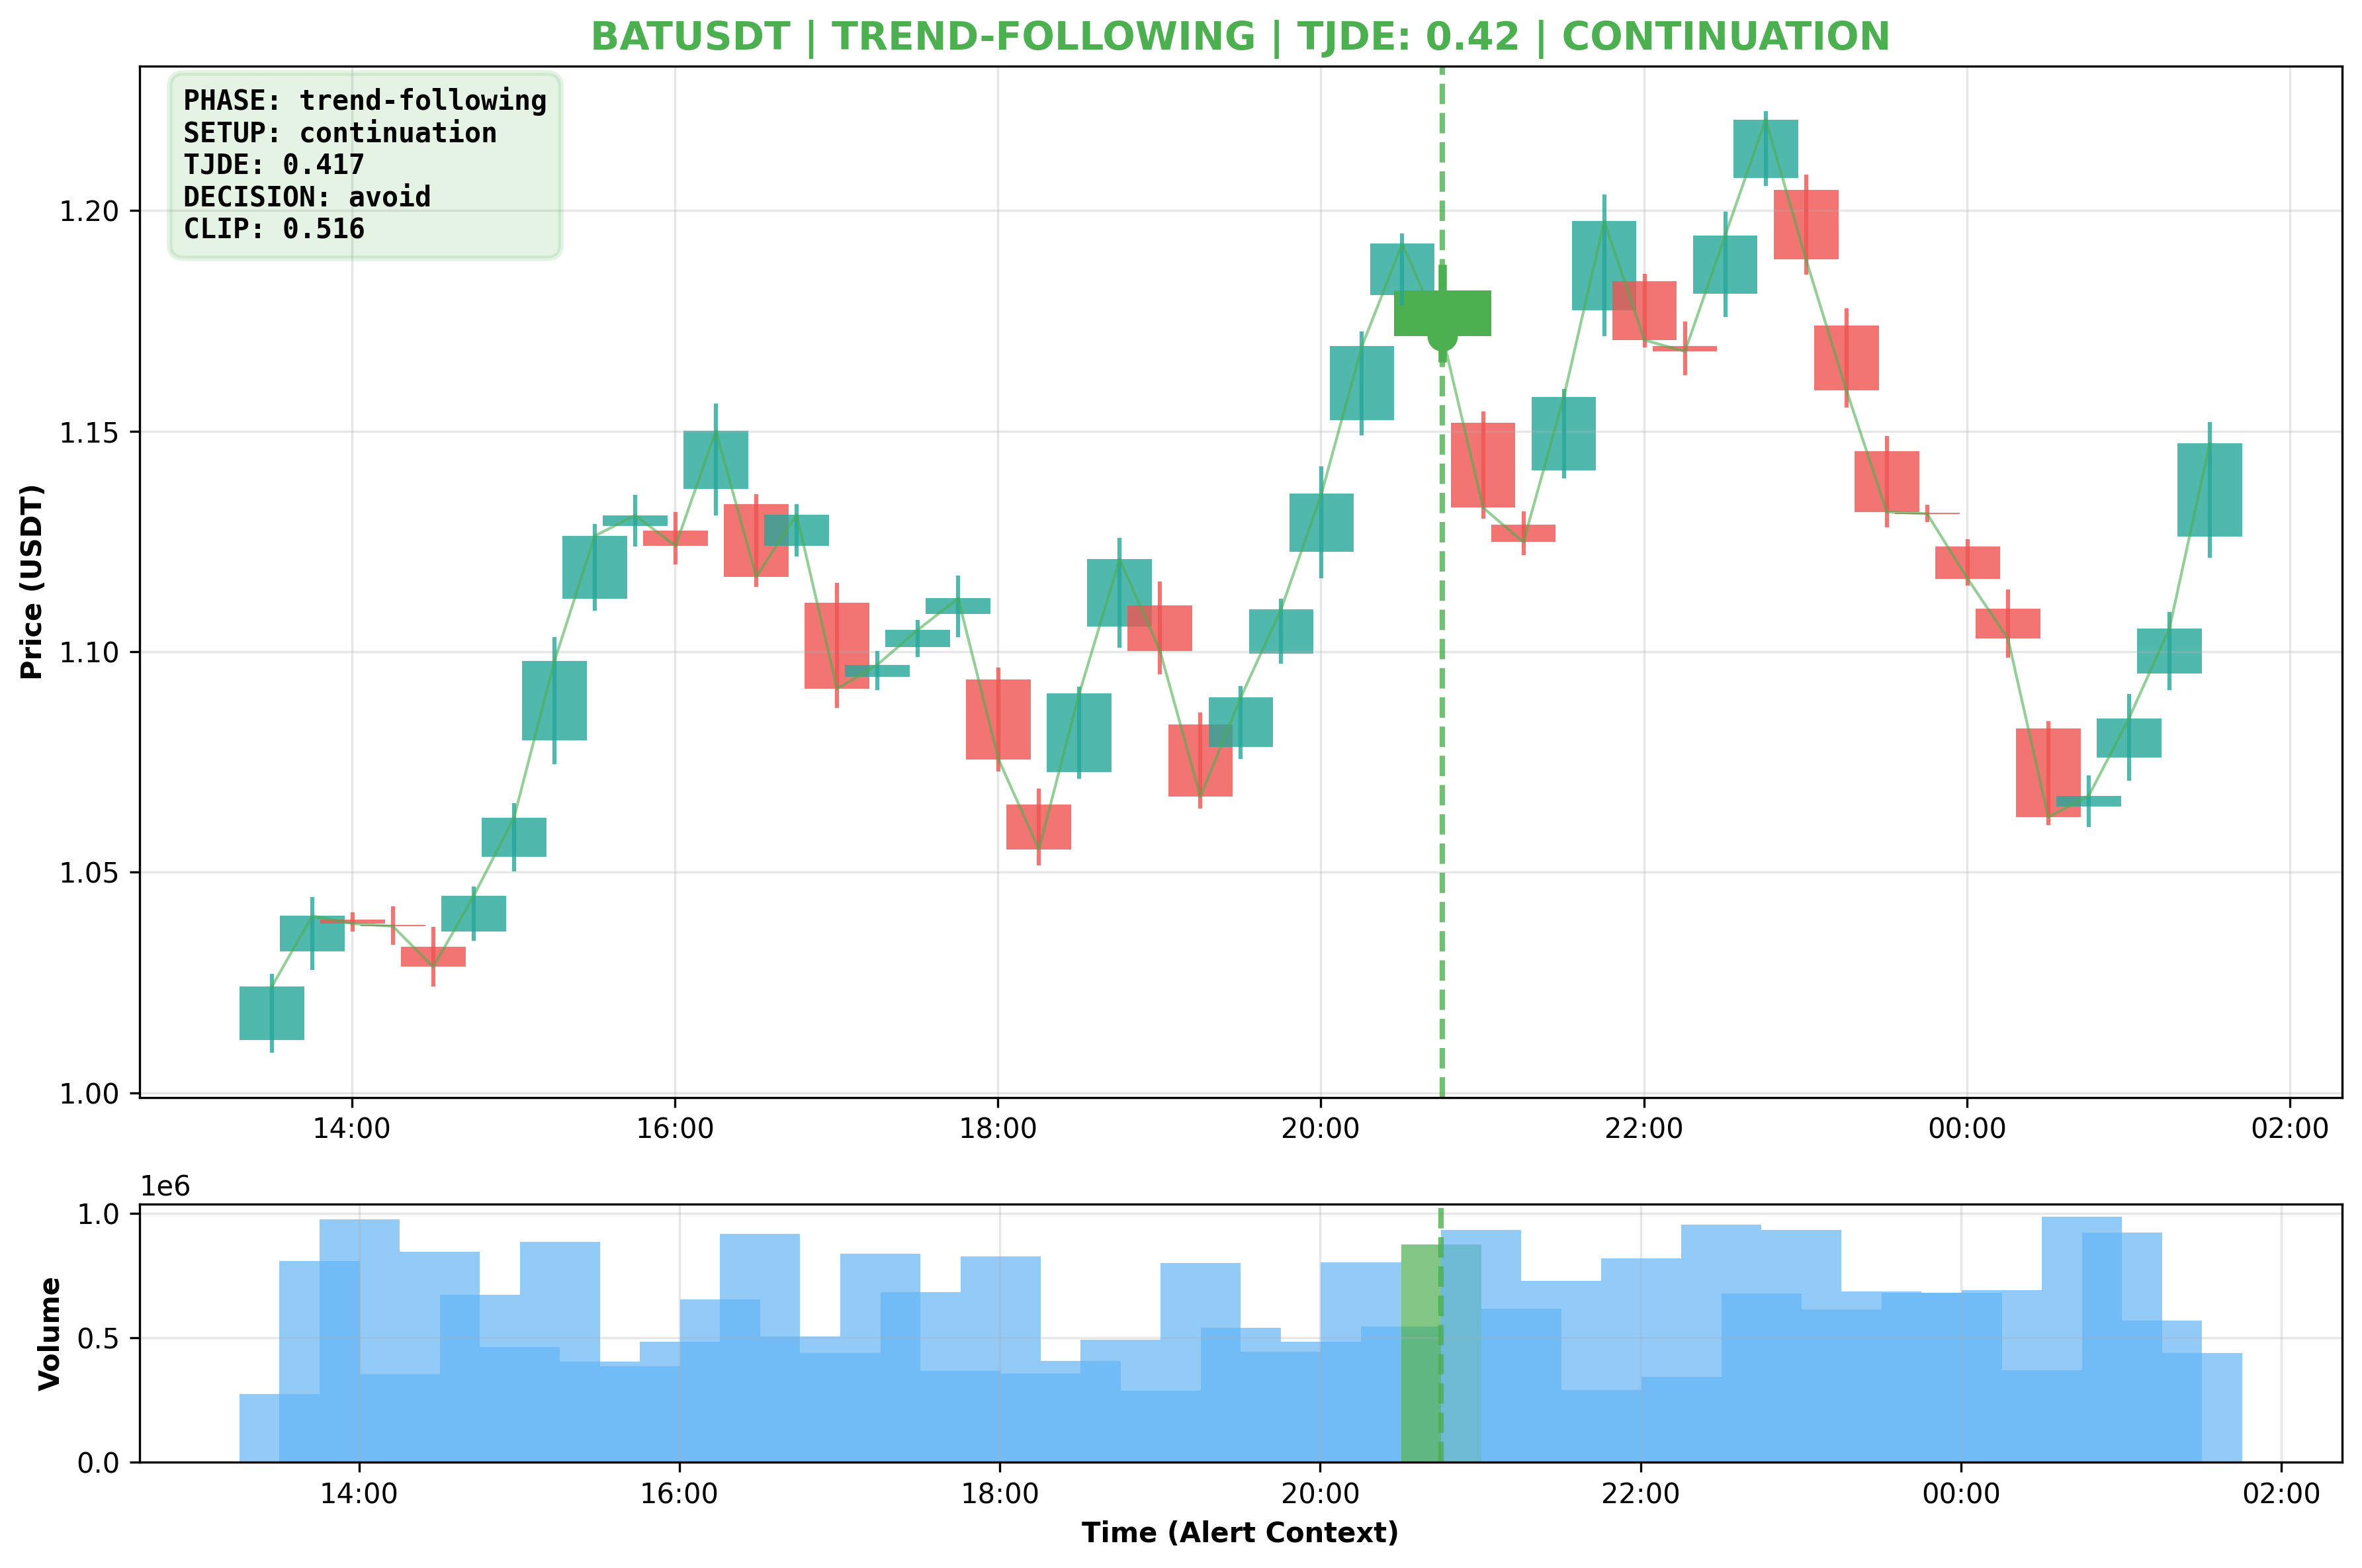 BATUSDT | TREND-FOLLOWING | TJDE: 0.42 | CONTINUATION
PHASE: trend-following
SETUP: continuation
TJDE: 0.417
DECISION: avoid
CLIP: 0.516
Price (USDT)
1.20
1.15
1.10
1.05
1.00
14:00 16:00 18:00 20:00 22:00 00:00 02:00
1e6
Volume
1.0
0.5
0.0
14:00 16:00 18:00 20:00 22:00 00:00 02:00
Time (Alert Context)